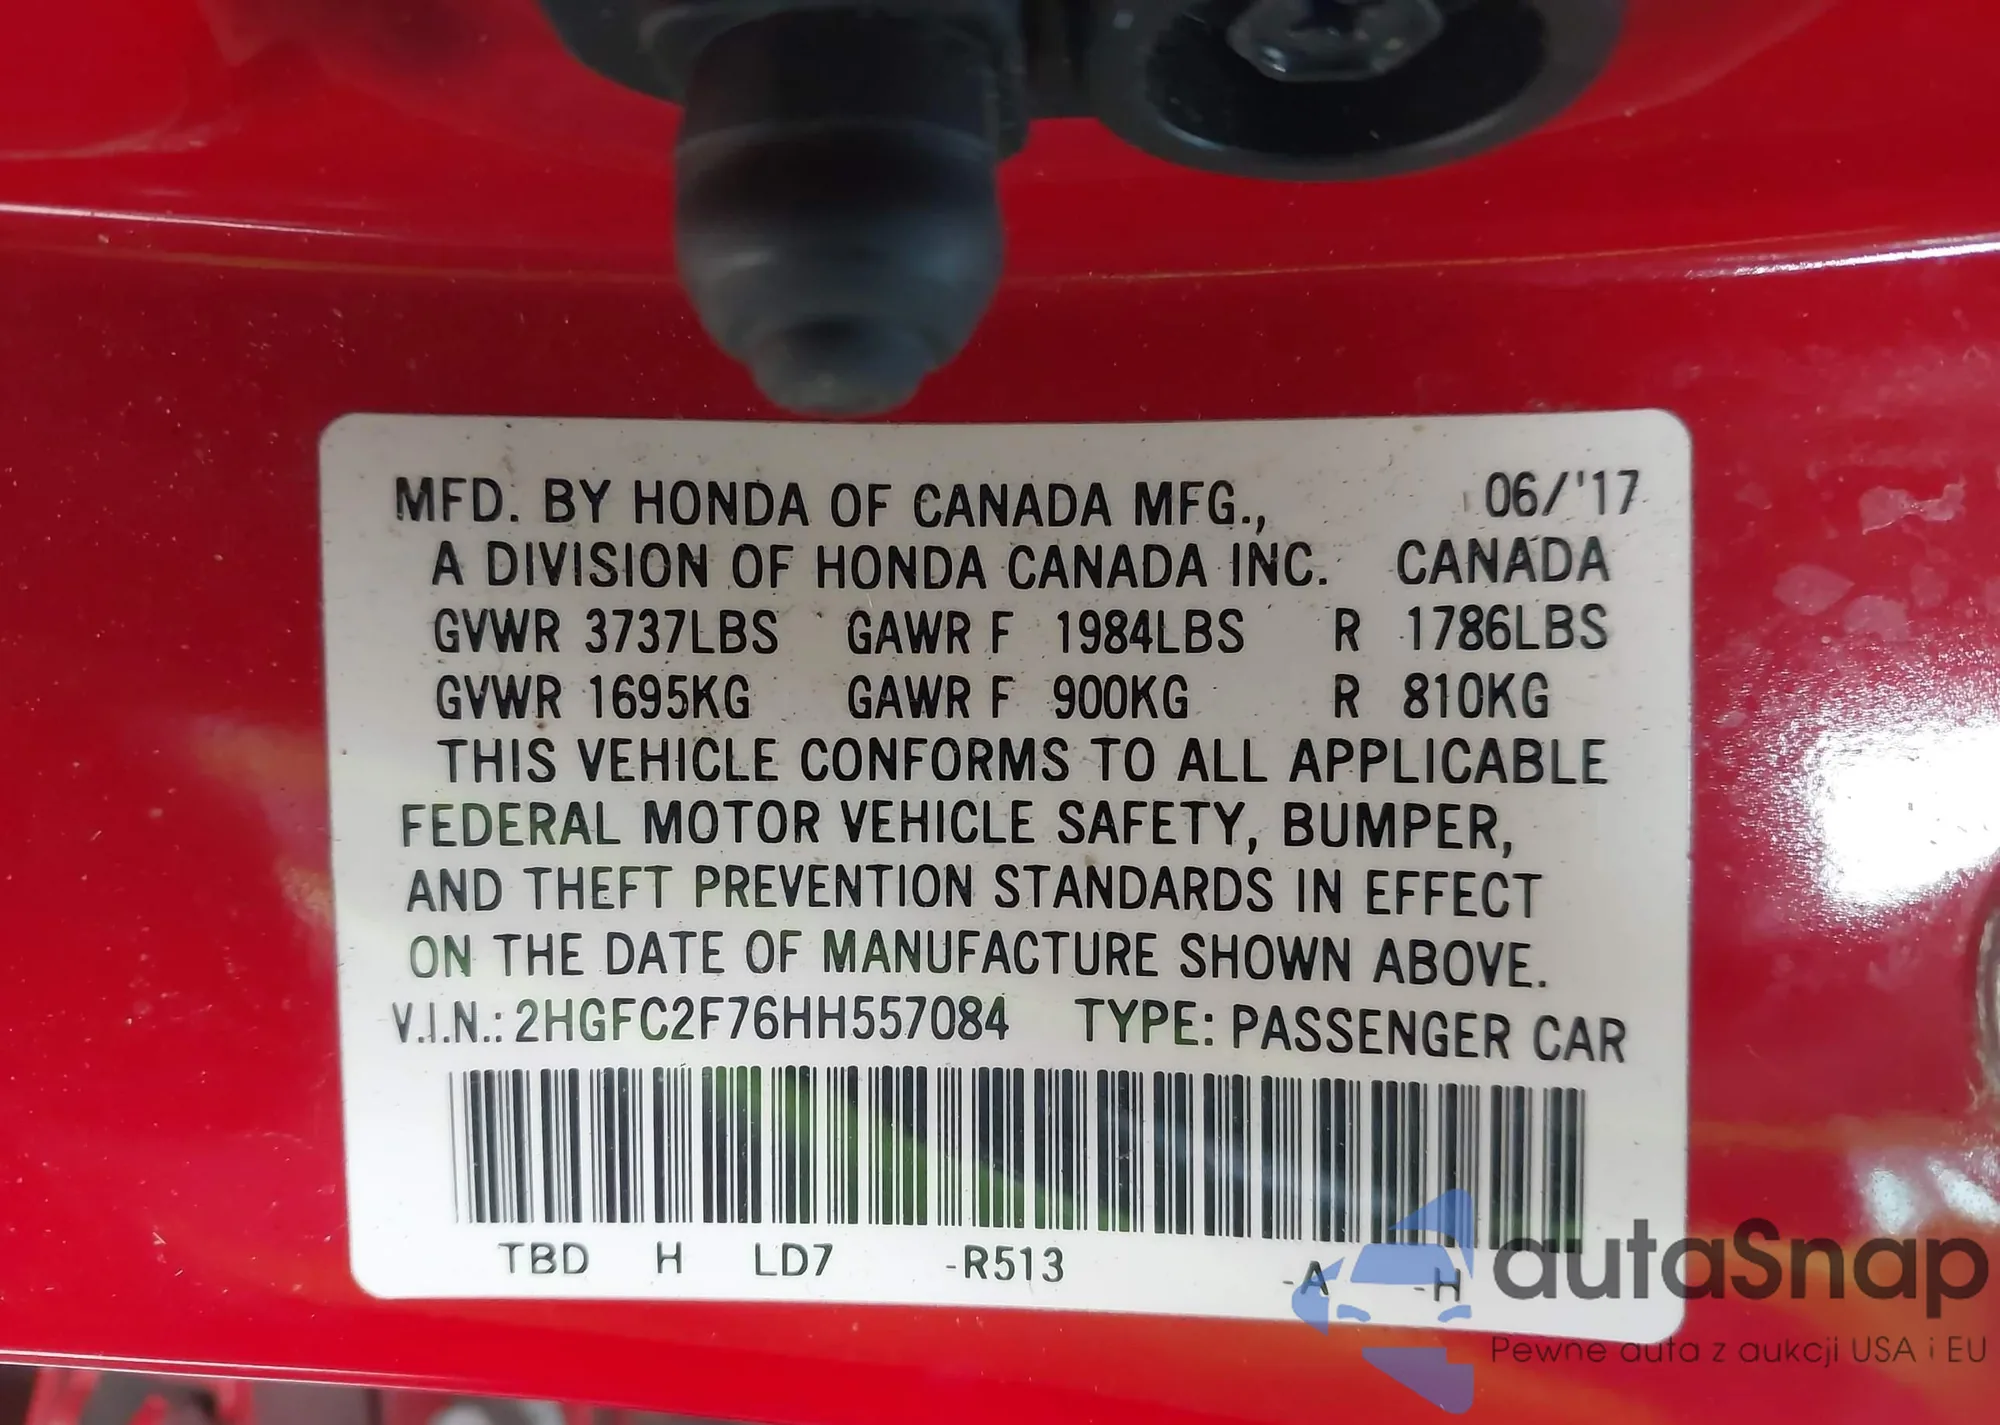 MFD. BY HONDA OF CANADA MFG., 06/'17
A DIVISION OF HONDA CANADA INC. CANADA
GVWR 3737LBS GAWR F 1984LBS R 1786LBS
GVWR 1695KG GAWR F 900KG R 810KG
THIS VEHICLE CONFORMS TO ALL APPLICABLE
FEDERAL MOTOR VEHICLE SAFETY, BUMPER,
AND THEFT PREVENTION STANDARDS IN EFFECT
ON THE DATE OF MANUFACTURE SHOWN ABOVE.
V.I.N.: 2HGFC2F76HH557084 TYPE: PASSENGER CAR
TBD H LD7 -R513 -A -H
autaSnap
Pewne auta z aukcji USA i EU